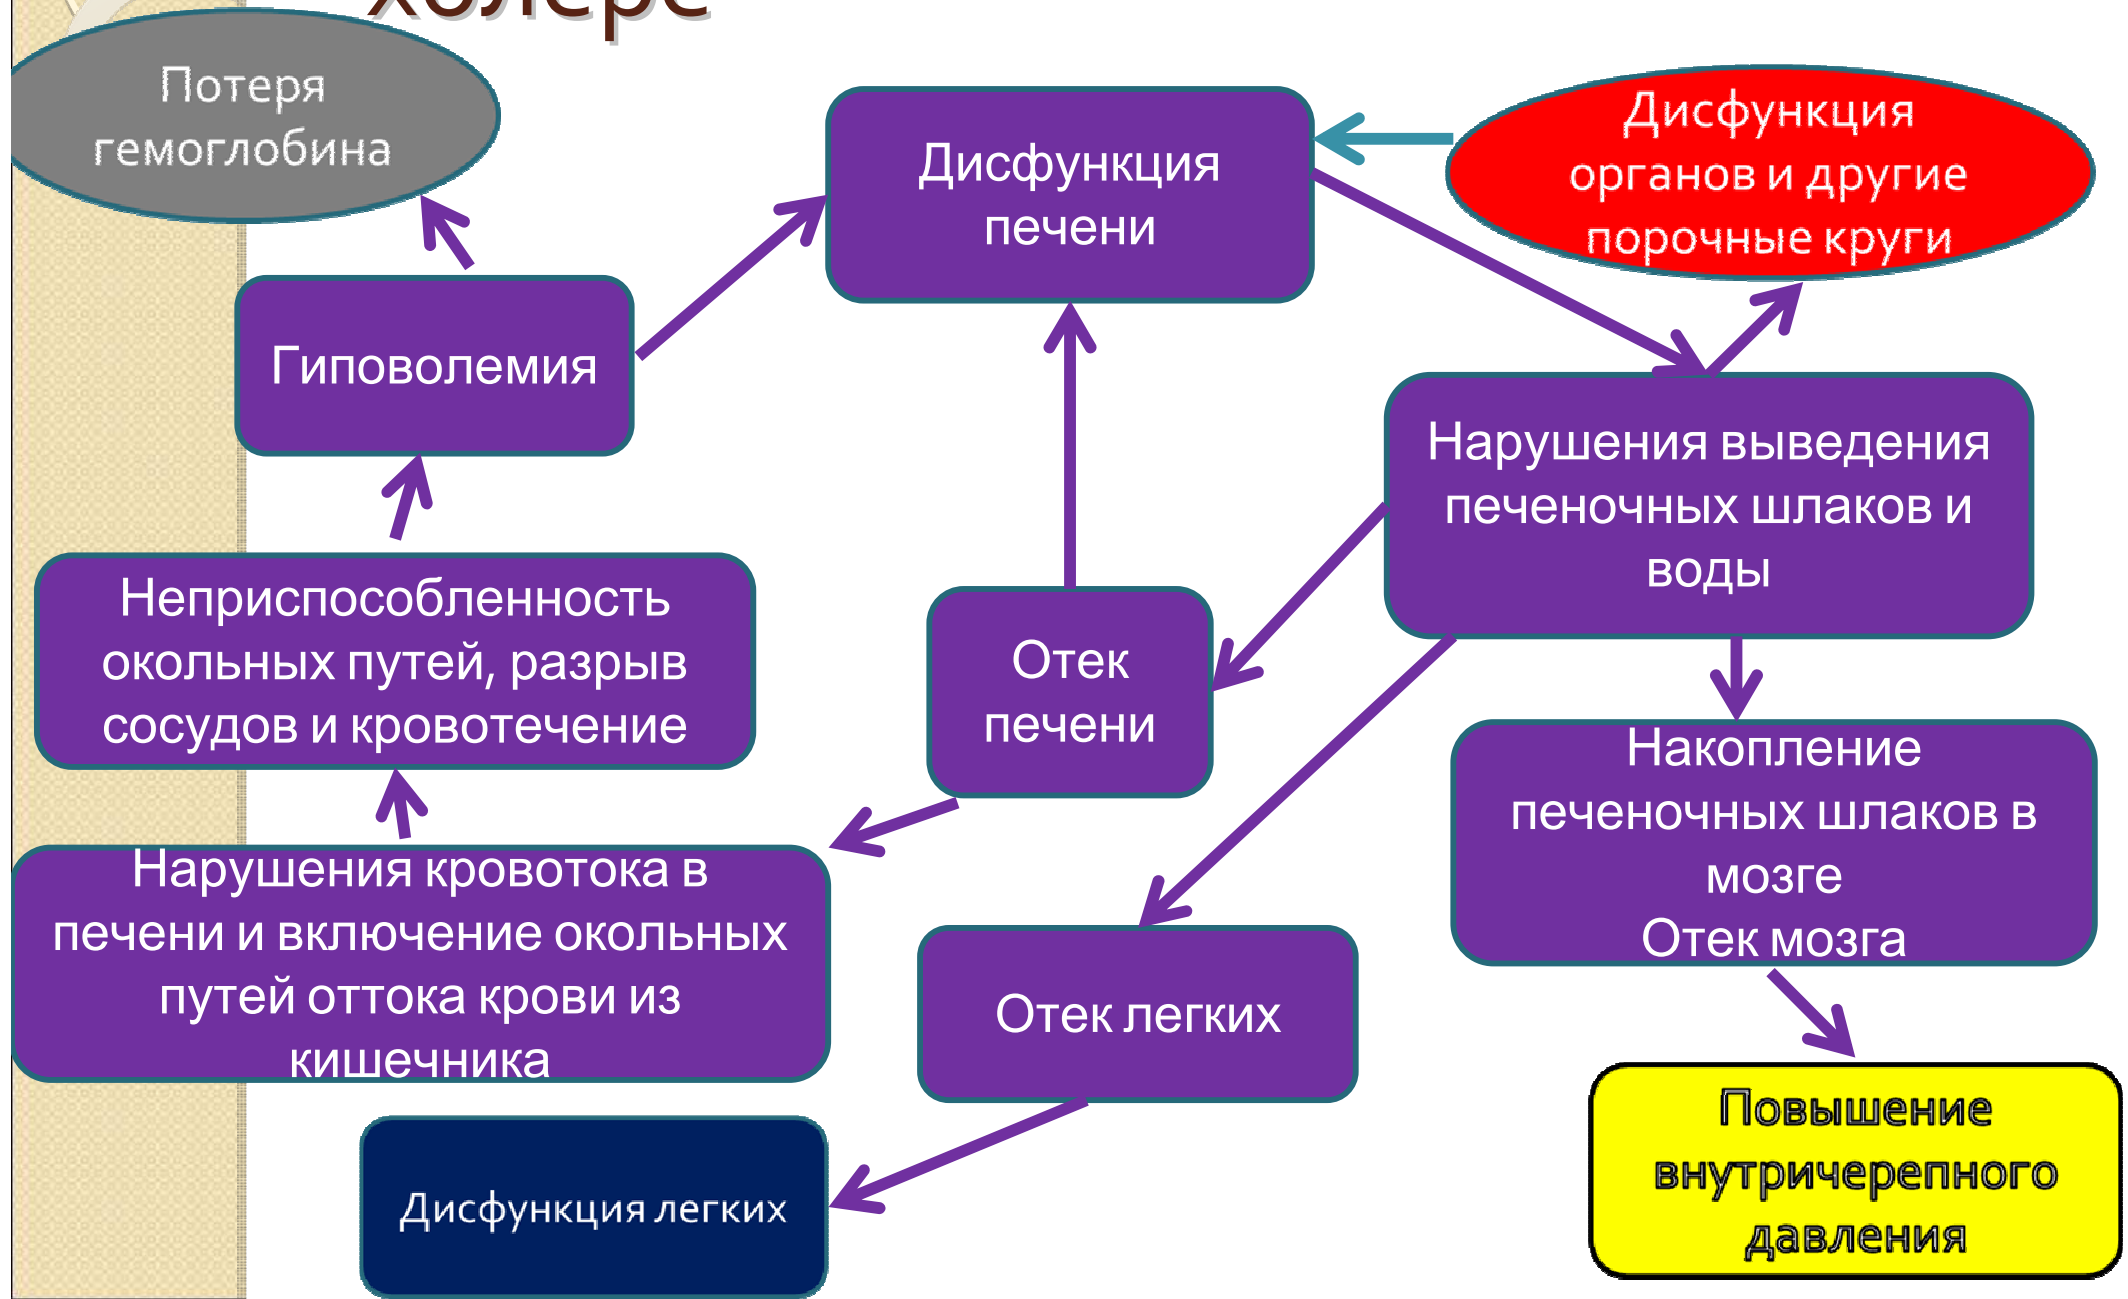 холере
Потеря
гемоглобина
Дисфункция
печени
Дисфункция
органов и другие
порочные круги
Гиповолемия
Нарушения выведения
печеночных шлаков и
воды
Неприспособленность
окольных путей, разрыв
сосудов и кровотечение
Отек
печени
Накопление
печеночных шлаков в
мозге
Отек мозга
Нарушения кровотока в
печени и включение окольных
путей оттока крови из
кишечника
Отек легких
Повышение
внутричерепного
давления
Дисфункция легких